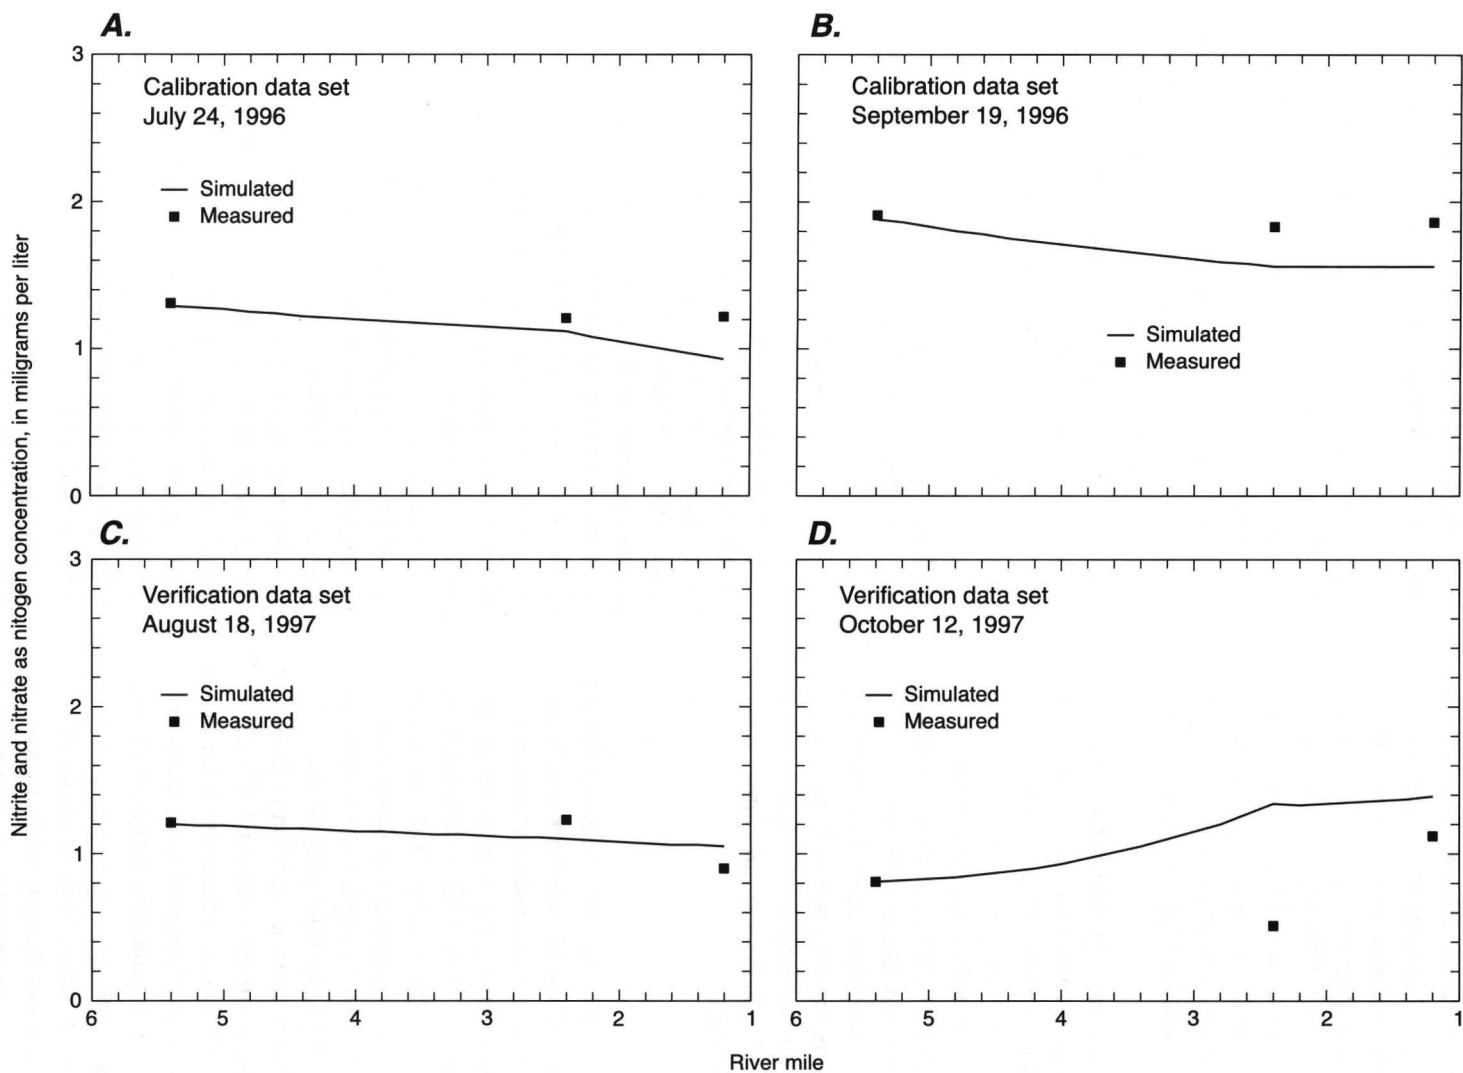 A.
Calibration data set
July 24, 1996
Simulated
Measured
3
2
1
0
B.
Calibration data set
September 19, 1996
Simulated
Measured
C.
Verification data set
August 18, 1997
Simulated
Measured
3
2
1
0
6 5 4 3 2 1
D.
Verification data set
October 12, 1997
Simulated
Measured
6 5 4 3 2 1
Nitrite and nitrate as nitogen concentration, in miligrams per liter
River mile